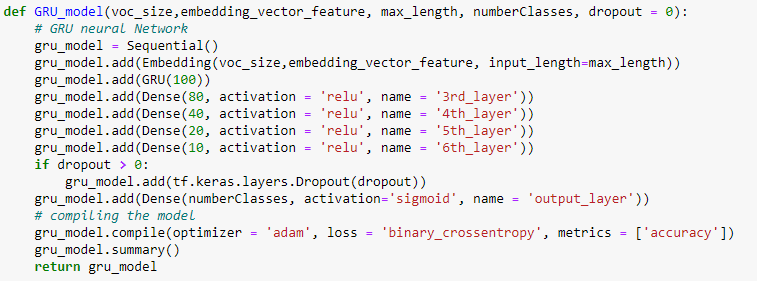 def GRU_model(voc_size,embedding_vector_feature, max_length, numberClasses, dropout = 0):
    # GRU neural Network
    gru_model = Sequential()
    gru_model.add(Embedding(voc_size,embedding_vector_feature, input_length=max_length))
    gru_model.add(GRU(100))
    gru_model.add(Dense(80, activation = 'relu', name = '3rd_layer'))
    gru_model.add(Dense(40, activation = 'relu', name = '4th_layer'))
    gru_model.add(Dense(20, activation = 'relu', name = '5th_layer'))
    gru_model.add(Dense(10, activation = 'relu', name = '6th_layer'))
    if dropout > 0:
        gru_model.add(tf.keras.layers.Dropout(dropout))
    gru_model.add(Dense(numberClasses, activation='sigmoid', name = 'output_layer'))
    # compiling the model
    gru_model.compile(optimizer = 'adam', loss = 'binary_crossentropy', metrics = ['accuracy'])
    gru_model.summary()
    return gru_model